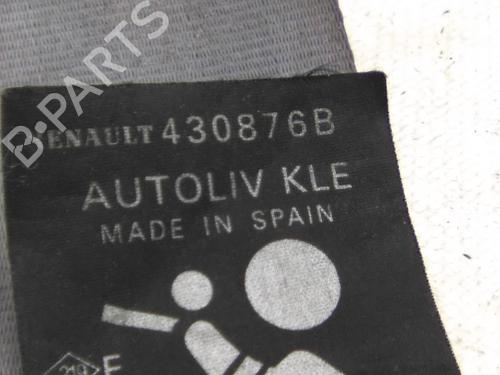 B-PARTS
RENAULT 430876B
AUTOLIV KLE
MADE IN SPAIN
E